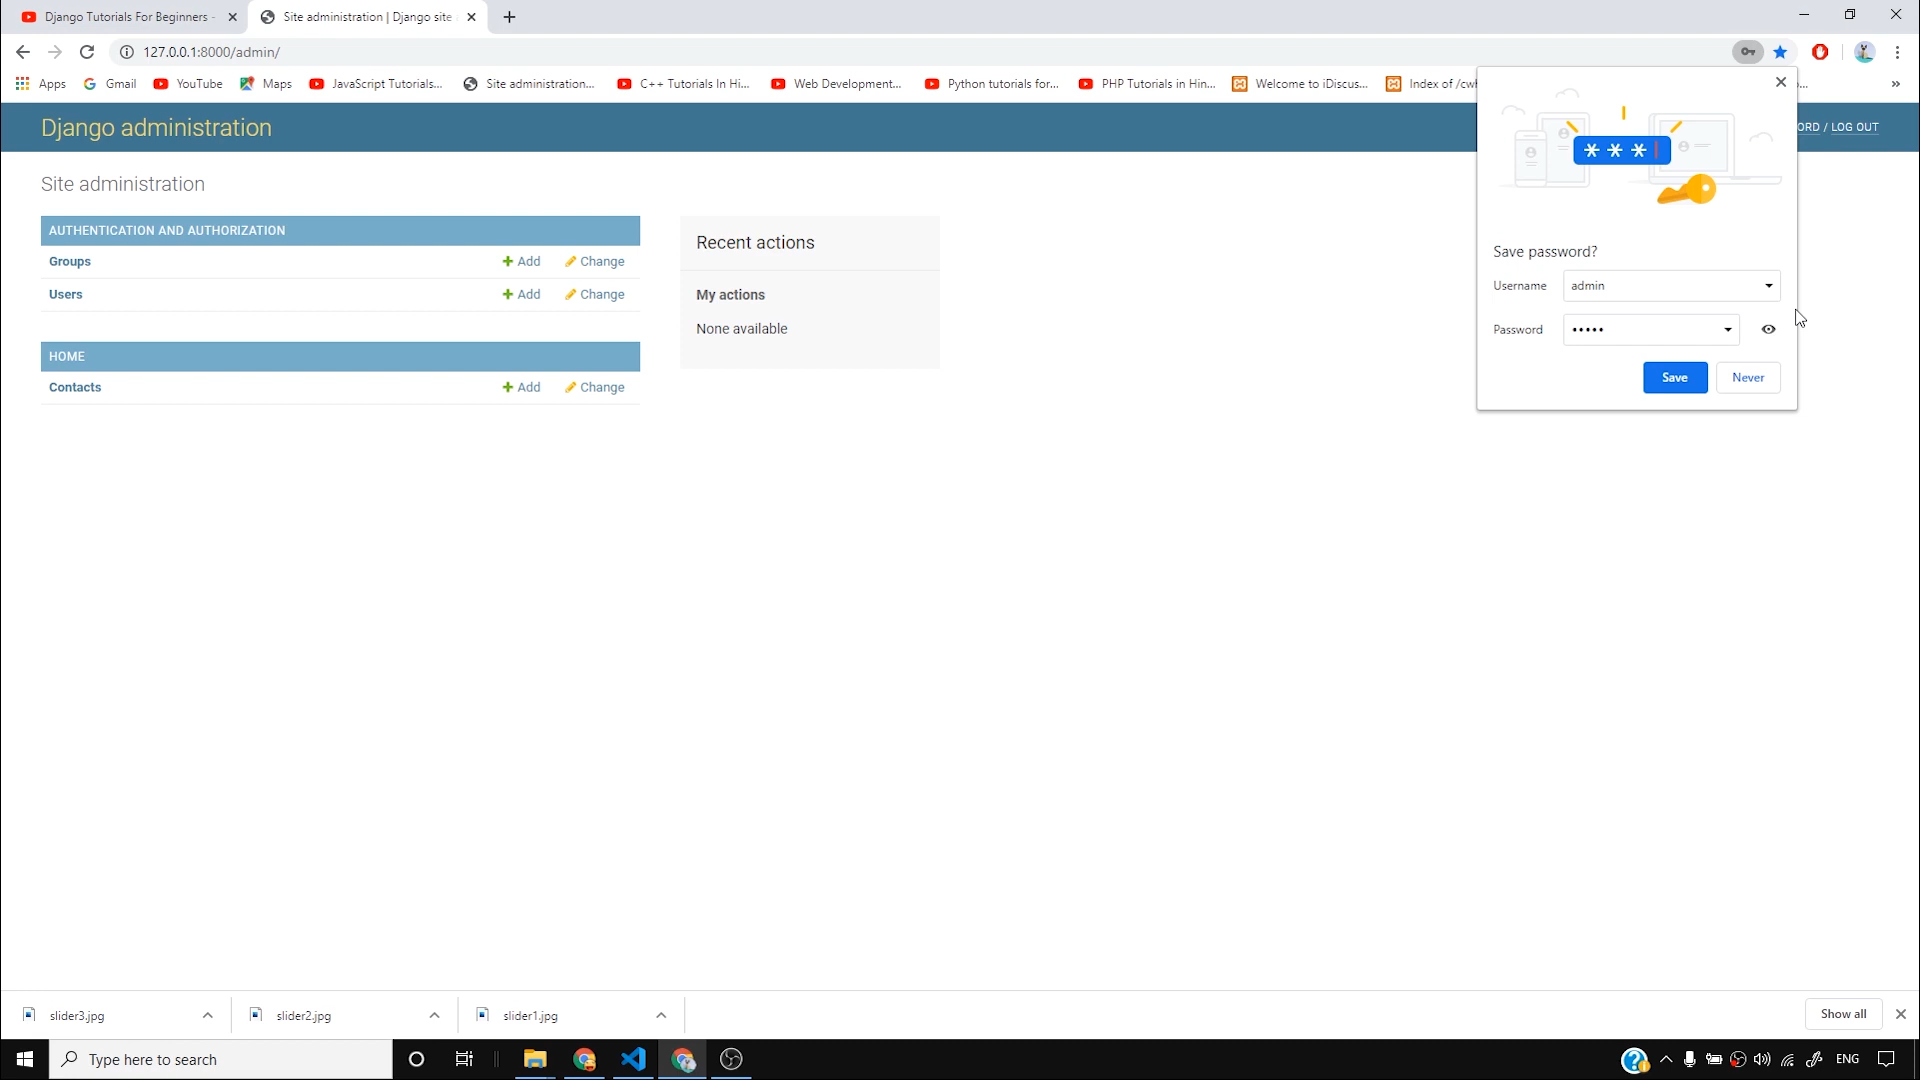 Django Tutorials For Beginners -
Site administration | Django site
127.0.0.1:8000/admin/
Apps
Gmail
YouTube
Maps
JavaScript Tutorials...
Site administration...
C++ Tutorials In Hi...
Web Development...
Python tutorials for...
PHP Tutorials in Hin...
Welcome to iDiscus...
Index of /cwh
»
Django administration
ORD / LOG OUT
Site administration
AUTHENTICATION AND AUTHORIZATION
Groups
Add
Change
Users
Add
Change
HOME
Contacts
Add
Change
Recent actions
My actions
None available
* * *
Save password?
Username
admin
Password
•••••
Save
Never
slider3.jpg
slider2.jpg
slider1.jpg
Show all
Type here to search
ENG